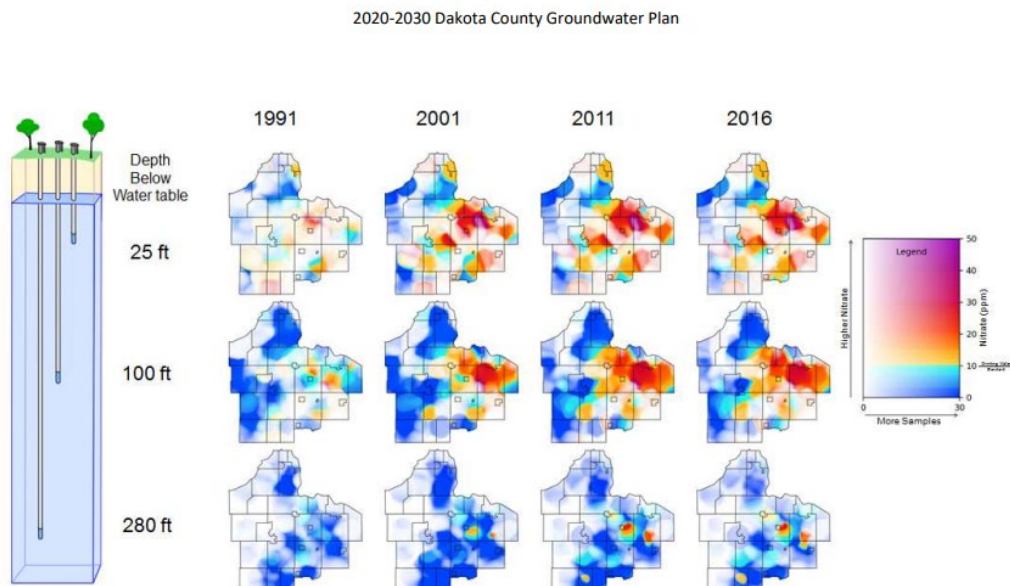 2020-2030 Dakota County Groundwater Plan
1991
2001
2011
2016
Depth
Below
Water table
25 ft
100 ft
280 ft
Legend
Higher Nitrate
50
40
30
20
10
0
Nitrate (ppm)
0
30
More Samples